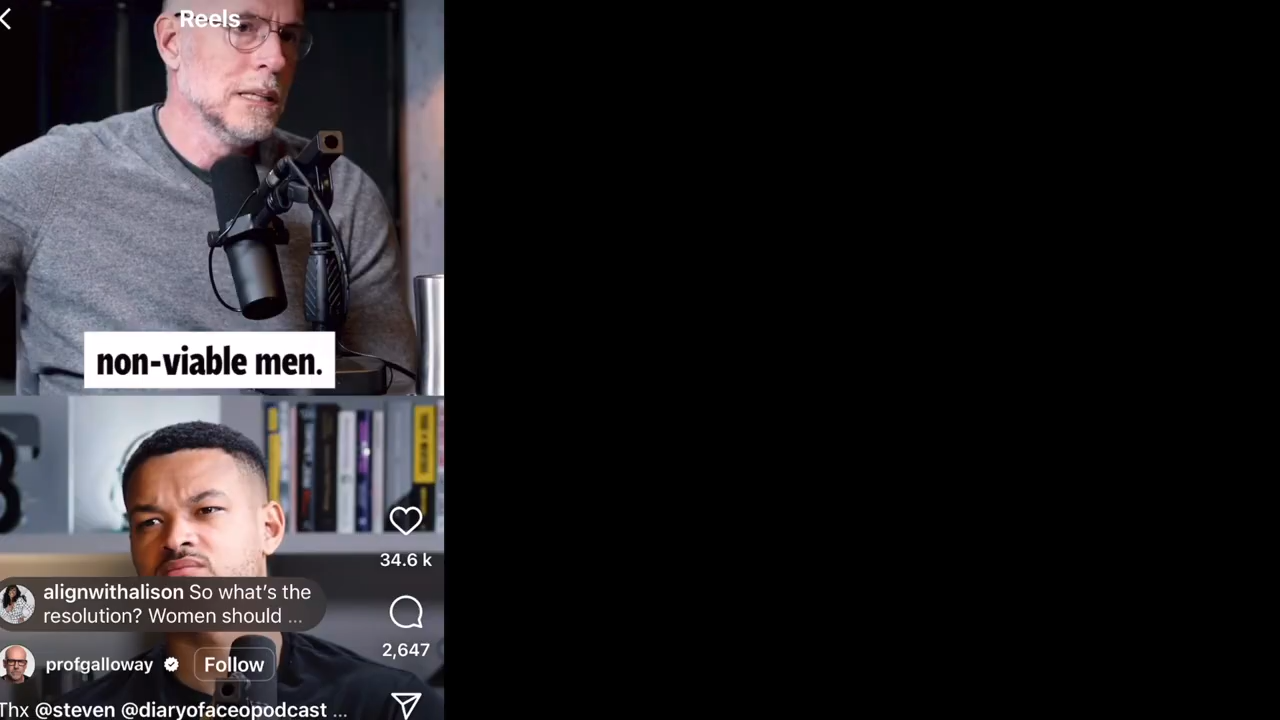 Reels
non-viable men.
34.6 k
alignwithalison So what's the
resolution? Women should ...
2,647
profgalloway
Follow
Thx @steven @diaryofaceopodcast ...